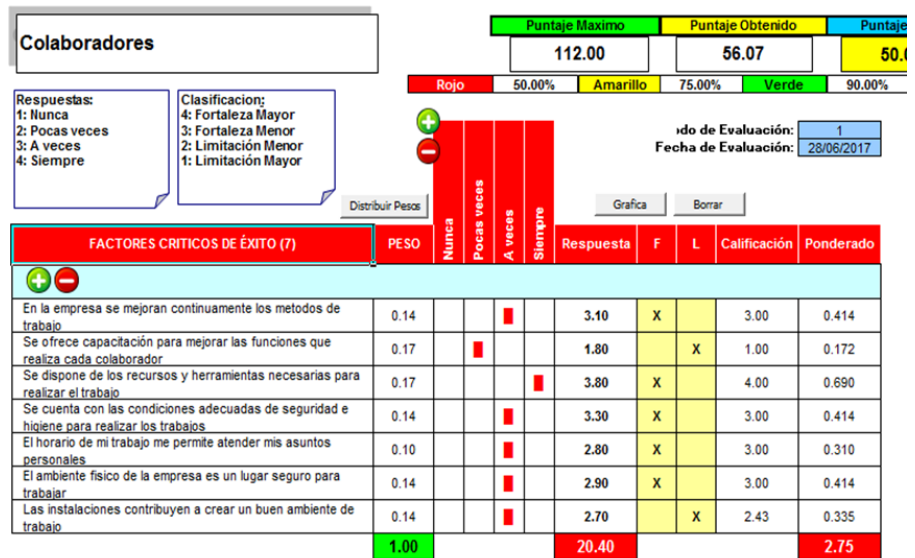 Colaboradores
Puntaje Maximo Puntaje Obtenido Puntaje
112.00 56.07 50.
Rojo 50.00% Amarillo 75.00% Verde 90.00%
Respuestas:
1: Nunca
2: Pocas veces
3: A veces
4: Siempre
Clasificacion:
4: Fortaleza Mayor
3: Fortaleza Menor
2: Limitación Menor
1: Limitación Mayor
do de Evaluación: 1
Fecha de Evaluación: 28/06/2017
Distribuir Pesos
Grafica
Borrar
FACTORES CRITICOS DE ÉXITO (7) PESO Nunca Pocas veces A veces Siempre Respuesta F L Calificación Ponderado
En la empresa se mejoran continuamente los metodos de
trabajo
0.14 3.10 X 3.00 0.414
Se ofrece capacitación para mejorar las funciones que
realiza cada colaborador
0.17 1.80 X 1.00 0.172
Se dispone de los recursos y herramientas necesarias para
realizar el trabajo
0.17 3.80 X 4.00 0.690
Se cuenta con las condiciones adecuadas de seguridad e
higiene para realizar los trabajos
0.14 3.30 X 3.00 0.414
El horario de mi trabajo me permite atender mis asuntos
personales
0.10 2.80 X 3.00 0.310
El ambiente fisico de la empresa es un lugar seguro para
trabajar
0.14 2.90 X 3.00 0.414
Las instalaciones contribuyen a crear un buen ambiente de
trabajo
0.14 2.70 X 2.43 0.335
1.00 20.40 2.75